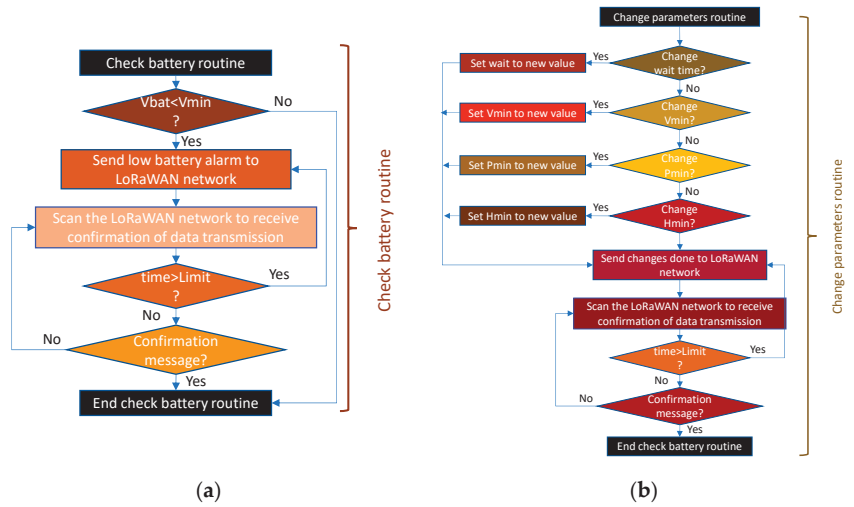 Check battery routine
Vbat<Vmin
?
No
Yes
Send low battery alarm to
LoRaWAN network
Scan the LoRaWAN network to receive
confirmation of data transmission
time>Limit
?
Yes
No
No
Confirmation
message?
Yes
End check battery routine
Check battery routine
(a)
Change parameters routine
Change
wait time?
Yes
Set wait to new value
No
Change
Vmin?
Yes
Set Vmin to new value
No
Change
Pmin?
Yes
Set Pmin to new value
No
Change
Hmin?
Yes
Set Hmin to new value
Send changes done to LoRaWAN
network
Scan the LoRaWAN network to receive
confirmation of data transmission
time>Limit
?
Yes
No
No
Confirmation
message?
Yes
End check battery routine
Change parameters routine
(b)